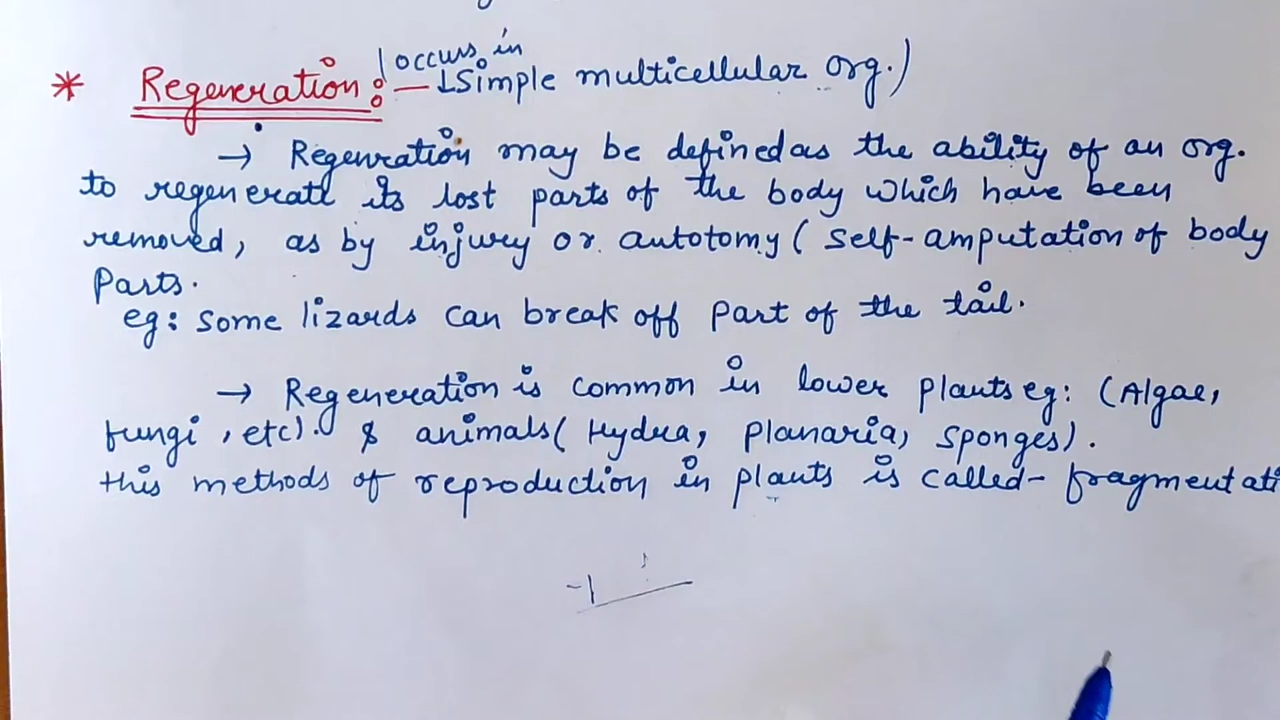 occurs in
* Regeneration :— (Simple multicellular org.)
→ Regenration may be defined as the ability of an org.
to regenerate its lost parts of the body which have been
removed, as by injury or autotomy ( self-amputation of body
parts.
eg: some lizards can break off part of the tail.
→ Regeneration is common in lower plants eg: (Algae,
fungi , etc). & animals( Hydra, planaria, sponges).
this methods of reproduction in plants is called- fragmentati